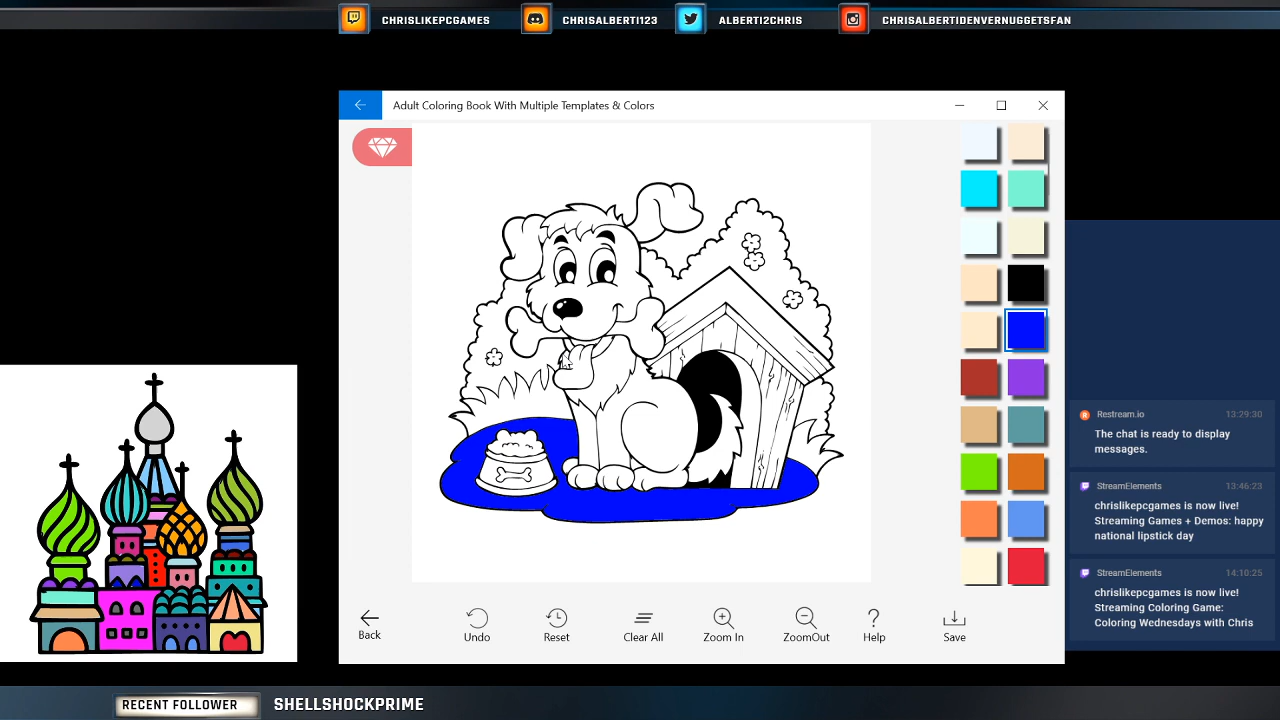 CHRISLIKEPCGAMES CHRISALBERTI123 ALBERTI2CHRIS CHRISALBERTIDENVERNUGGETSFAN
Adult Coloring Book With Multiple Templates & Colors
Restream.io 13:29:30
The chat is ready to display
messages.
StreamElements 13:46:23
chrislikepcgames is now live!
Streaming Games + Demos: happy
national lipstick day
StreamElements 14:10:25
chrislikepcgames is now live!
Streaming Coloring Game:
Coloring Wednesdays with Chris
Back Undo Reset Clear All Zoom In ZoomOut Help Save
RECENT FOLLOWER SHELLSHOCKPRIME